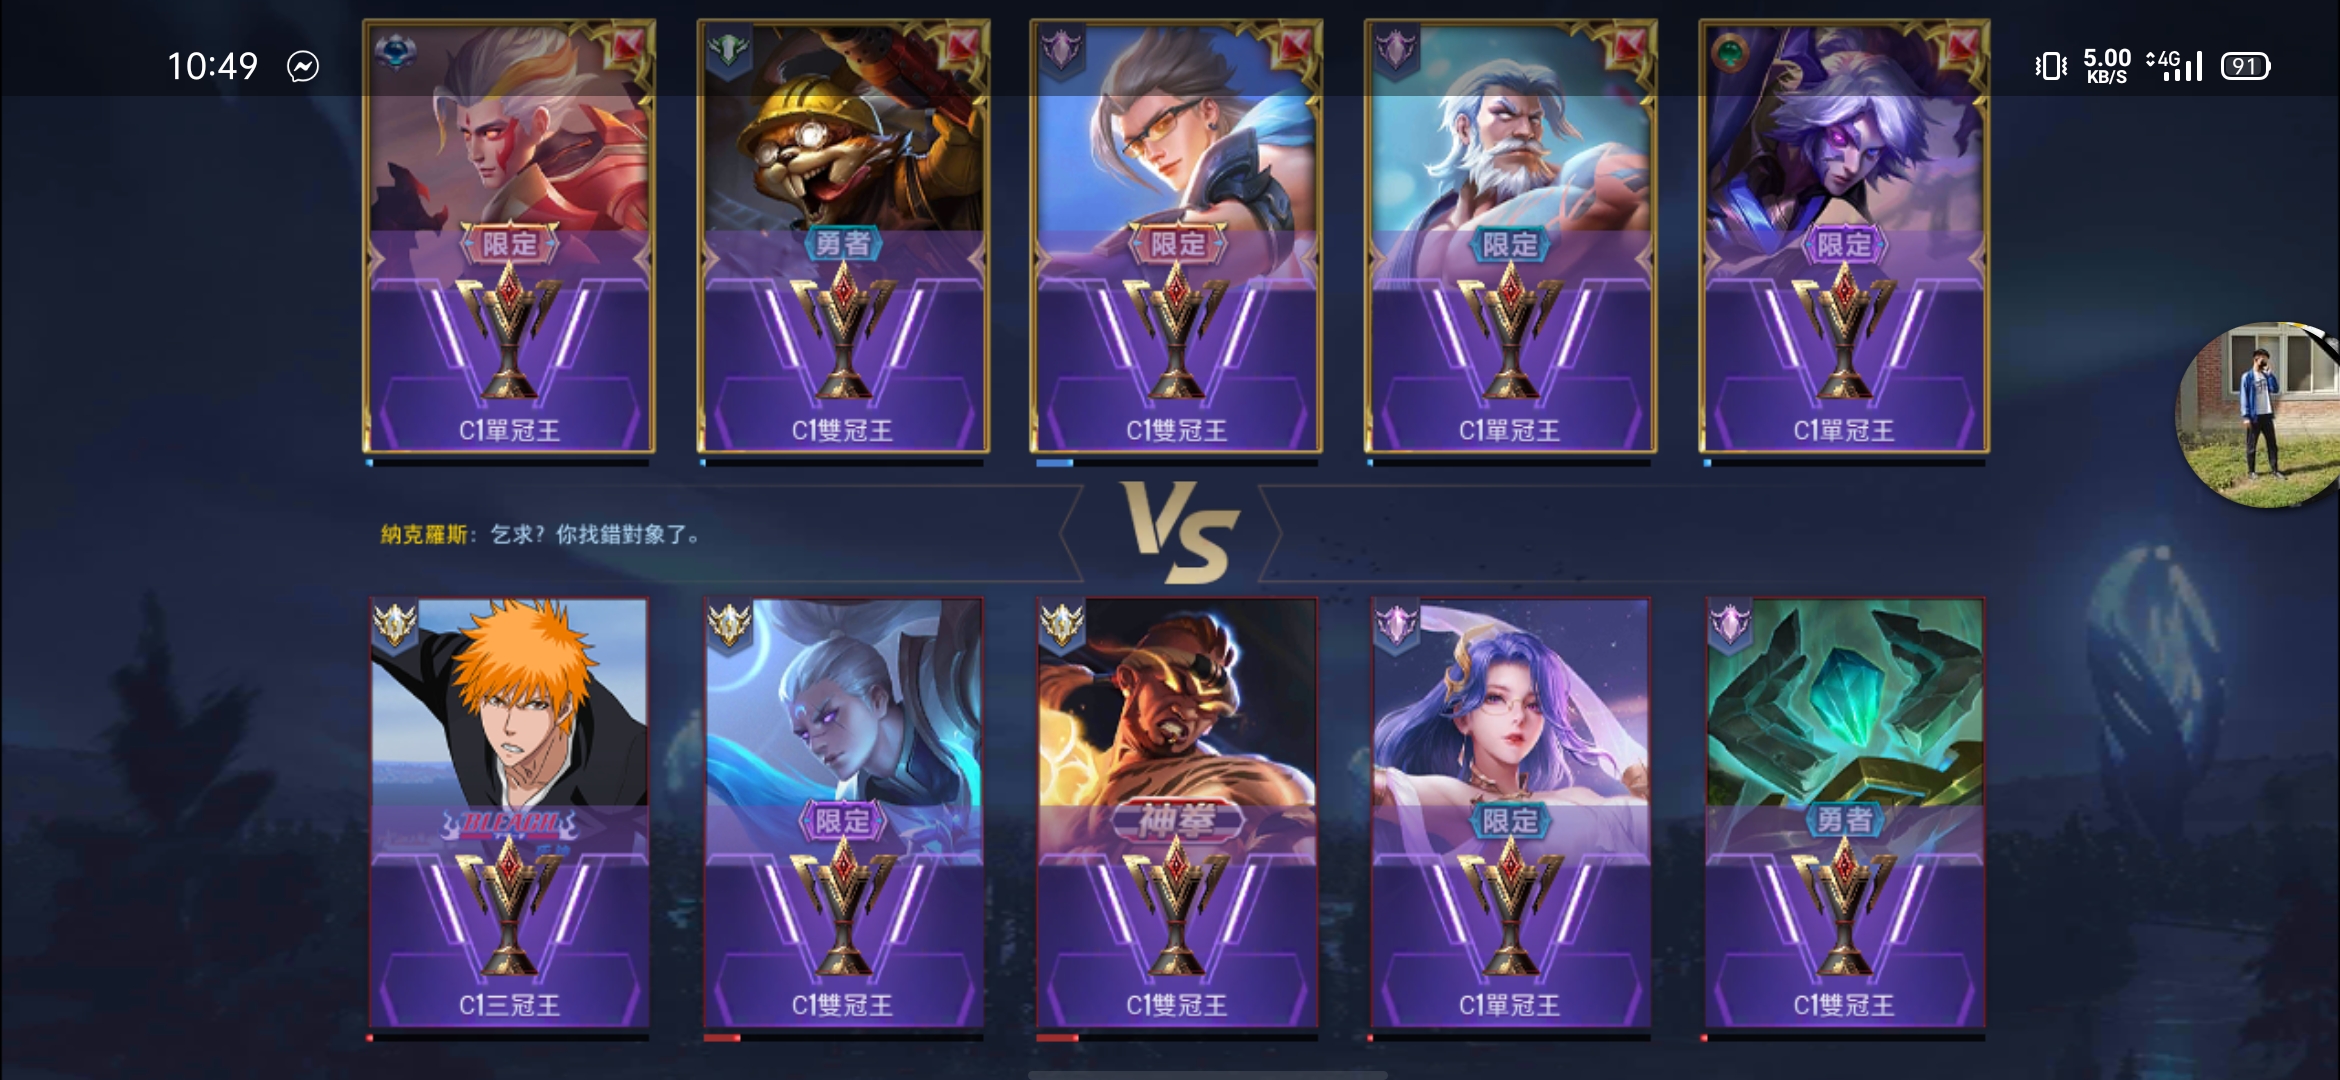 10:49
5.00 KB/S 4G 91
限定 勇者 限定 限定 限定
C1單冠王 C1雙冠王 C1雙冠王 C1單冠王 C1單冠王
VS
納克羅斯：乞求？你找錯對象了。
BLEACH 限定 神拳 限定 勇者
C1三冠王 C1雙冠王 C1雙冠王 C1單冠王 C1雙冠王